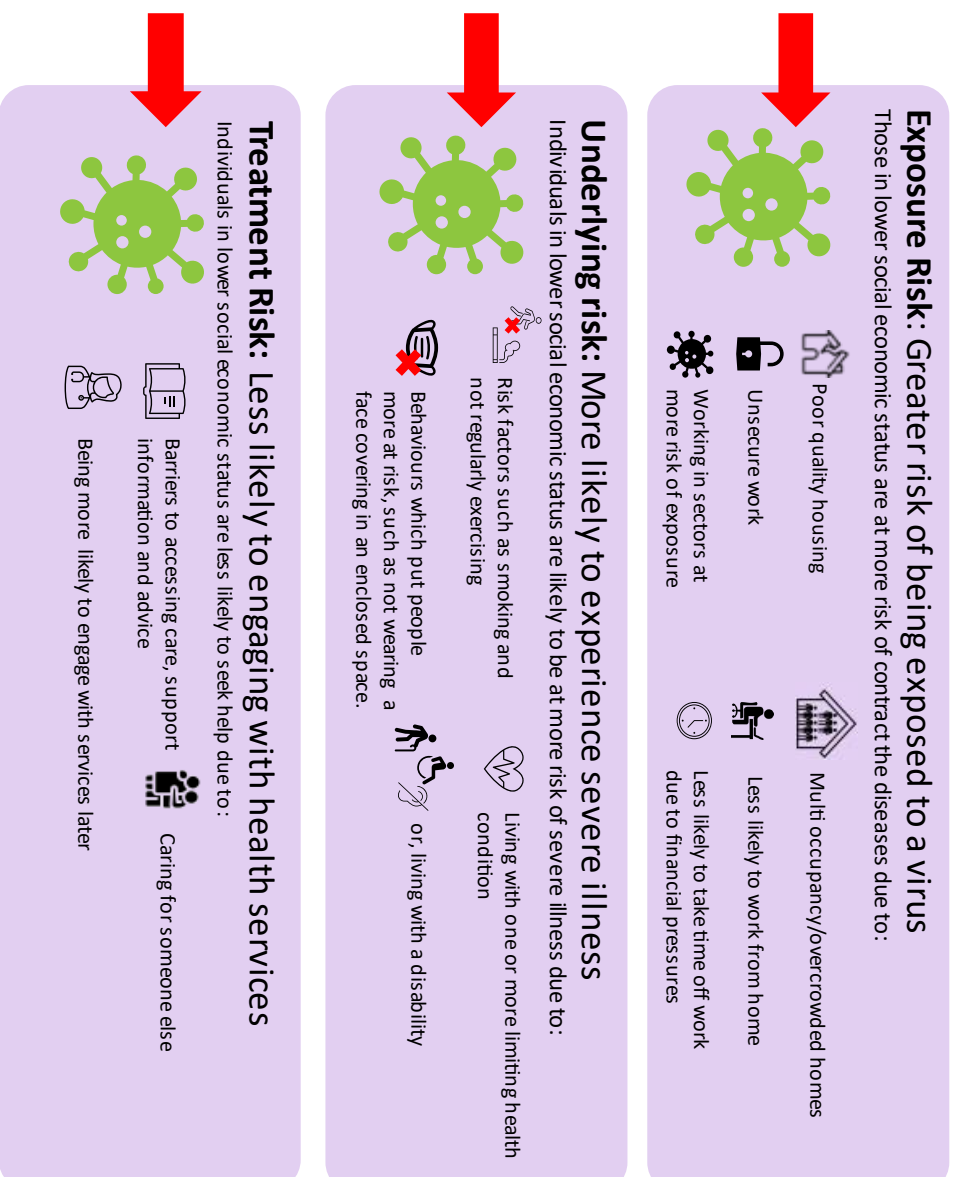 Exposure Risk: Greater risk of being exposed to a virus
Those in lower social economic status are at more risk of contract the diseases due to:
Poor quality housing
Multi occupancy/overcrowded homes
Unsecure work
Less likely to work from home
Working in sectors at
more risk of exposure
Less likely to take time off work
due to financial pressures
Underlying risk: More likely to experience severe illness
Individuals in lower social economic status are likely to be at more risk of severe illness due to:
Risk factors such as smoking and
not regularly exercising
Living with one or more limiting health
condition
Behaviours which put people
more at risk, such as not wearing a
face covering in an enclosed space.
or, living with a disability
Treatment Risk: Less likely to engaging with health services
Individuals in lower social economic status are less likely to seek help due to:
Barriers to accessing care, support
information and advice
Caring for someone else
Being more likely to engage with services later